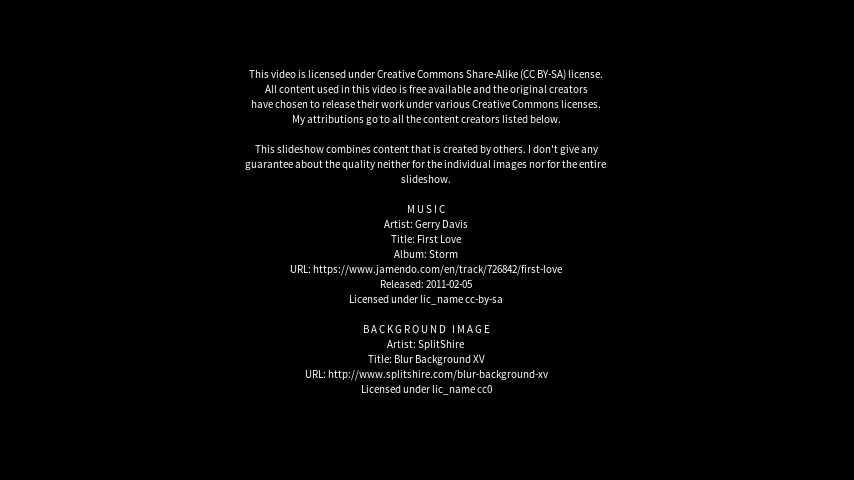 This video is licensed under Creative Commons Share-Alike (CC BY-SA) license.
All content used in this video is free available and the original creators
have chosen to release their work under various Creative Commons licenses.
My attributions go to all the content creators listed below.
This slideshow combines content that is created by others. I don't give any
guarantee about the quality neither for the individual images nor for the entire
slideshow.
MUSIC
Artist: Gerry Davis
Title: First Love
Album: Storm
URL: https://www.jamendo.com/en/track/726842/first-love
Released: 2011-02-05
Licensed under lic_name cc-by-sa
BACKGROUND IMAGE
Artist: SplitShire
Title: Blur Background XV
URL: http://www.splitshire.com/blur-background-xv
Licensed under lic_name cc0